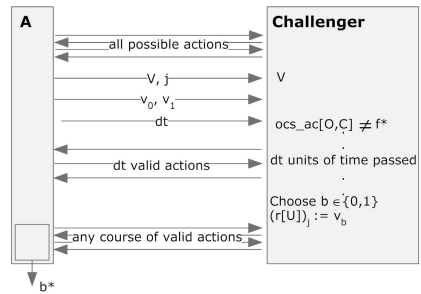 A
Challenger
all possible actions
V, j
V
v0, v1
dt
ocs_ac[O,C] ≠ f*
.
.
dt valid actions
dt units of time passed
.
.
Choose b ∈{0,1}
(r[U])j := vb
any course of valid actions
b*